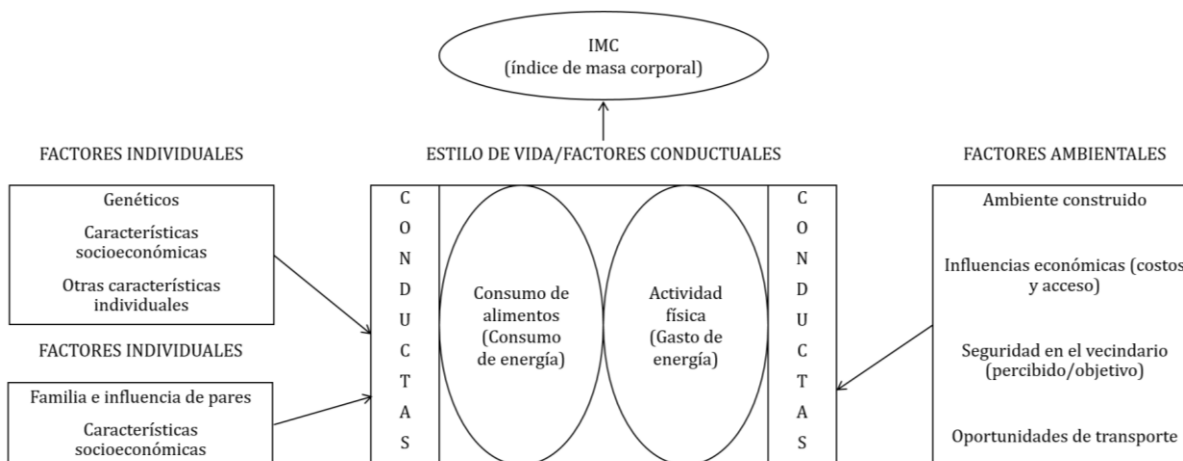 IMC
(índice de masa corporal)
FACTORES INDIVIDUALES
Genéticos
Características
socioeconómicas
Otras características
individuales
FACTORES INDIVIDUALES
Familia e influencia de pares
Características
socioeconómicas
ESTILO DE VIDA/FACTORES CONDUCTUALES
C
O
N
D
U
C
T
A
S
Consumo de
alimentos
(Consumo
de energía)
Actividad
física
(Gasto de
energía)
C
O
N
D
U
C
T
A
S
FACTORES AMBIENTALES
Ambiente construido
Influencias económicas (costos
y acceso)
Seguridad en el vecindario
(percibido/objetivo)
Oportunidades de transporte